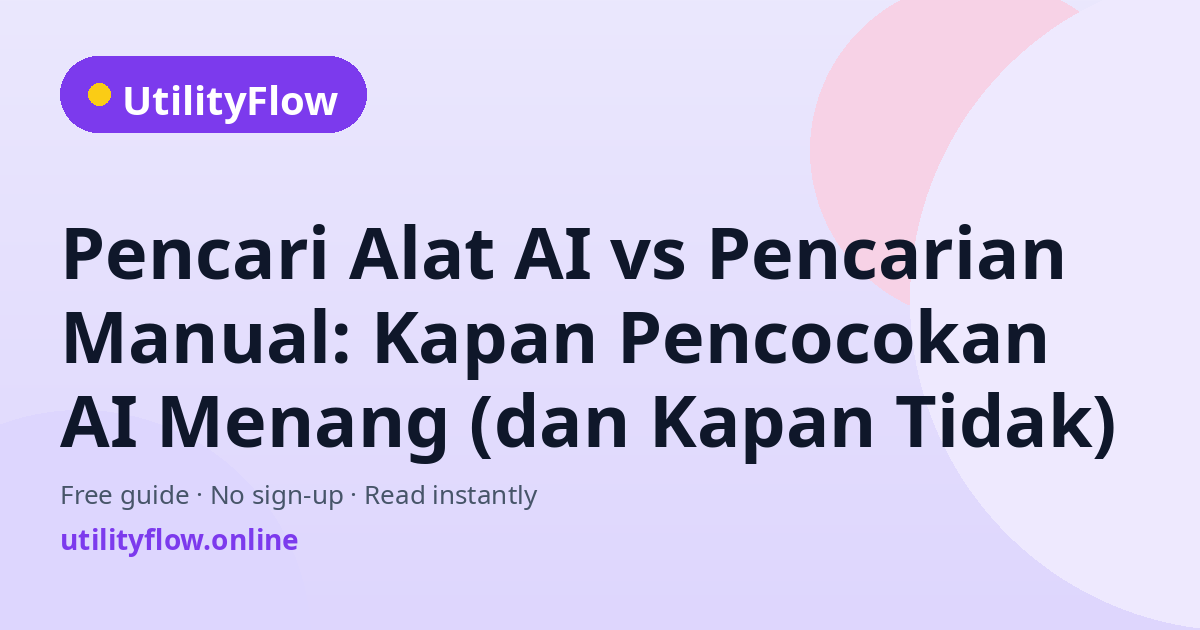 UtilityFlow
Pencari Alat AI vs Pencarian
Manual: Kapan Pencocokan
AI Menang (dan Kapan Tidak)
Free guide · No sign-up · Read instantly
utilityflow.online